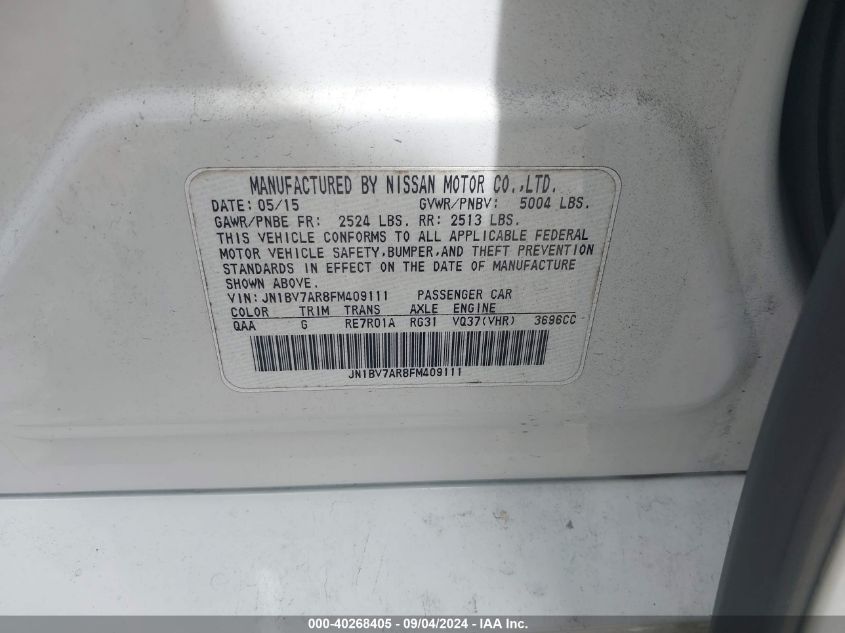 MANUFACTURED BY NISSAN MOTOR CO.,LTD.
DATE: 05/15 GVWR/PNBV: 5004 LBS.
GAWR/PNBE FR: 2524 LBS. RR: 2513 LBS.
THIS VEHICLE CONFORMS TO ALL APPLICABLE FEDERAL
MOTOR VEHICLE SAFETY,BUMPER,AND THEFT PREVENTION
STANDARDS IN EFFECT ON THE DATE OF MANUFACTURE
SHOWN ABOVE.
VIN: JN1BV7AR8FM409111 PASSENGER CAR
COLOR TRIM TRANS AXLE ENGINE
QAA G RE7R01A RG31 VQ37(VHR) 3696CC
JN1BV7AR8FM409111
000-40268405 - 09/04/2024 - IAA Inc.